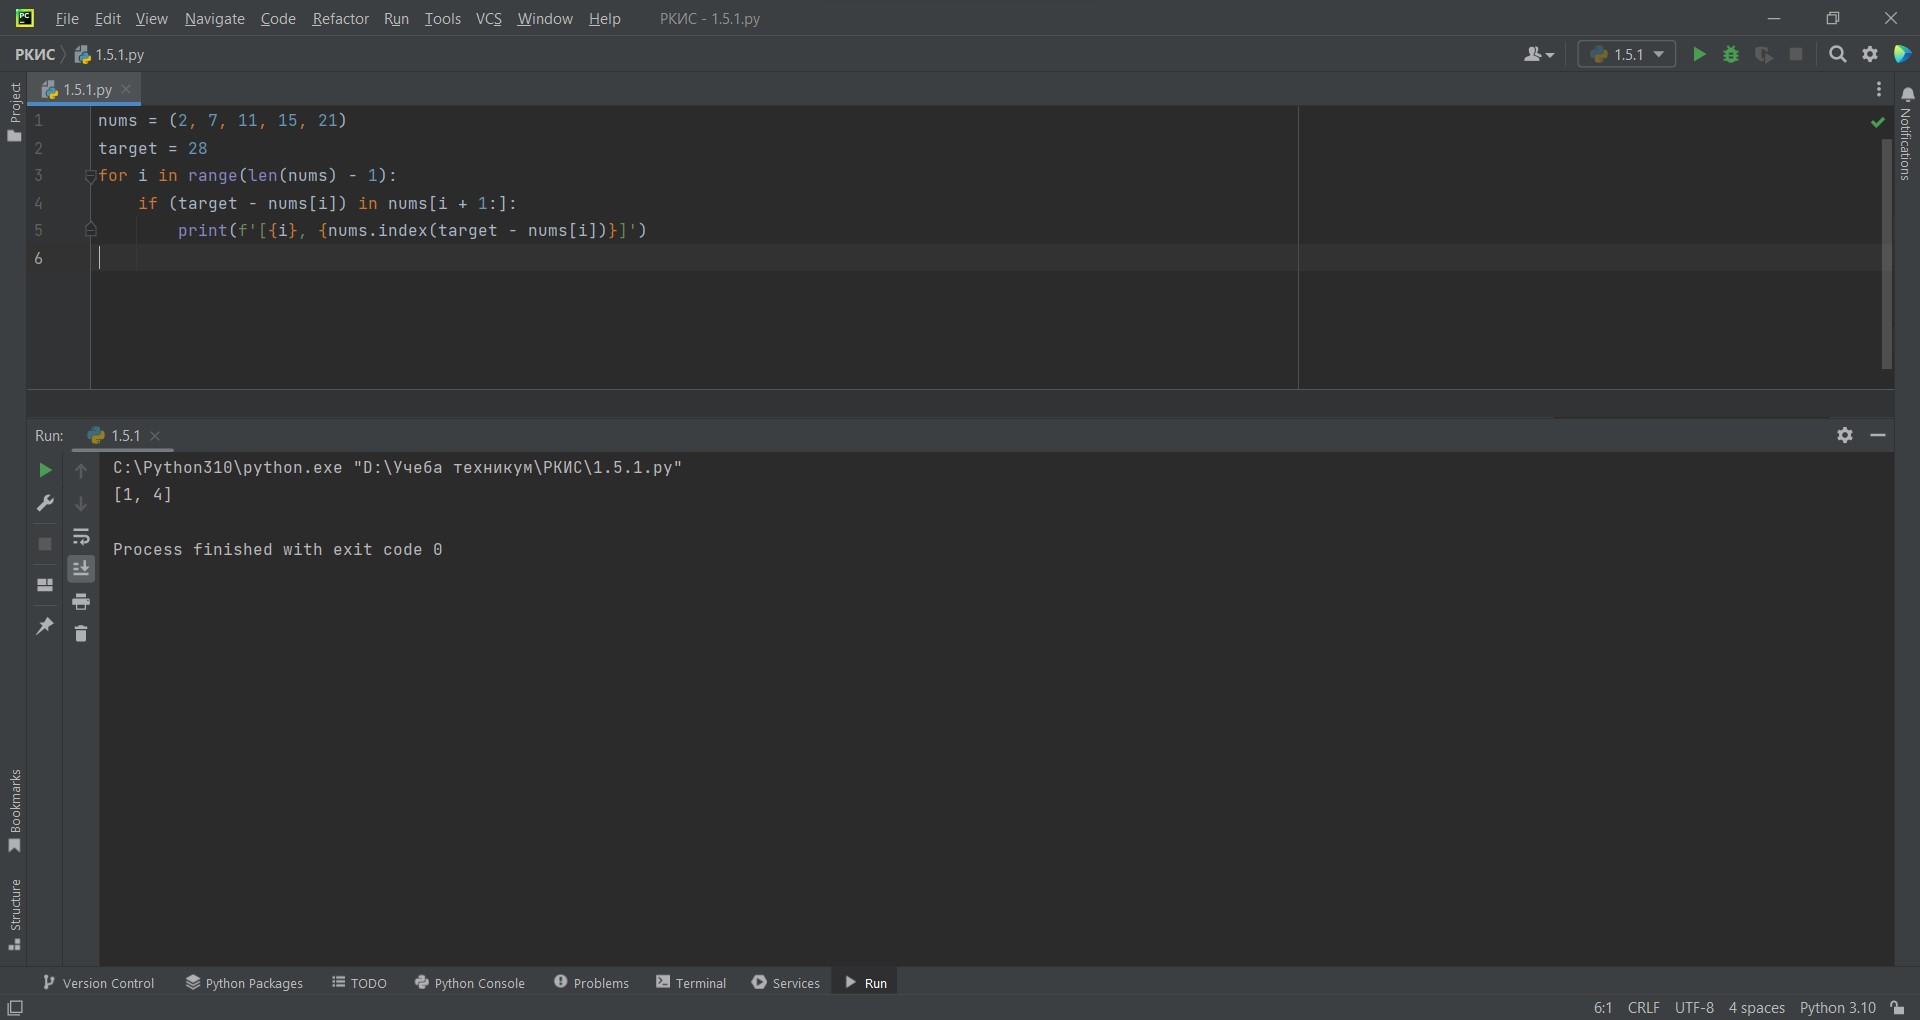 PC File Edit View Navigate Code Refactor Run Tools VCS Window Help РКИС - 1.5.1.py
РКИС 1.5.1.py 1.5.1
Project
1.5.1.py
Notifications
1 nums = (2, 7, 11, 15, 21)
2 target = 28
3 for i in range(len(nums) - 1):
4 if (target - nums[i]) in nums[i + 1:]:
5 print(f'[{i}, {nums.index(target - nums[i])}]')
6
Run: 1.5.1
C:\Python310\python.exe "D:\Учеба техникум\РКИС\1.5.1.py"
[1, 4]
Process finished with exit code 0
Bookmarks
Structure
Version Control Python Packages TODO Python Console Problems Terminal Services Run
6:1 CRLF UTF-8 4 spaces Python 3.10